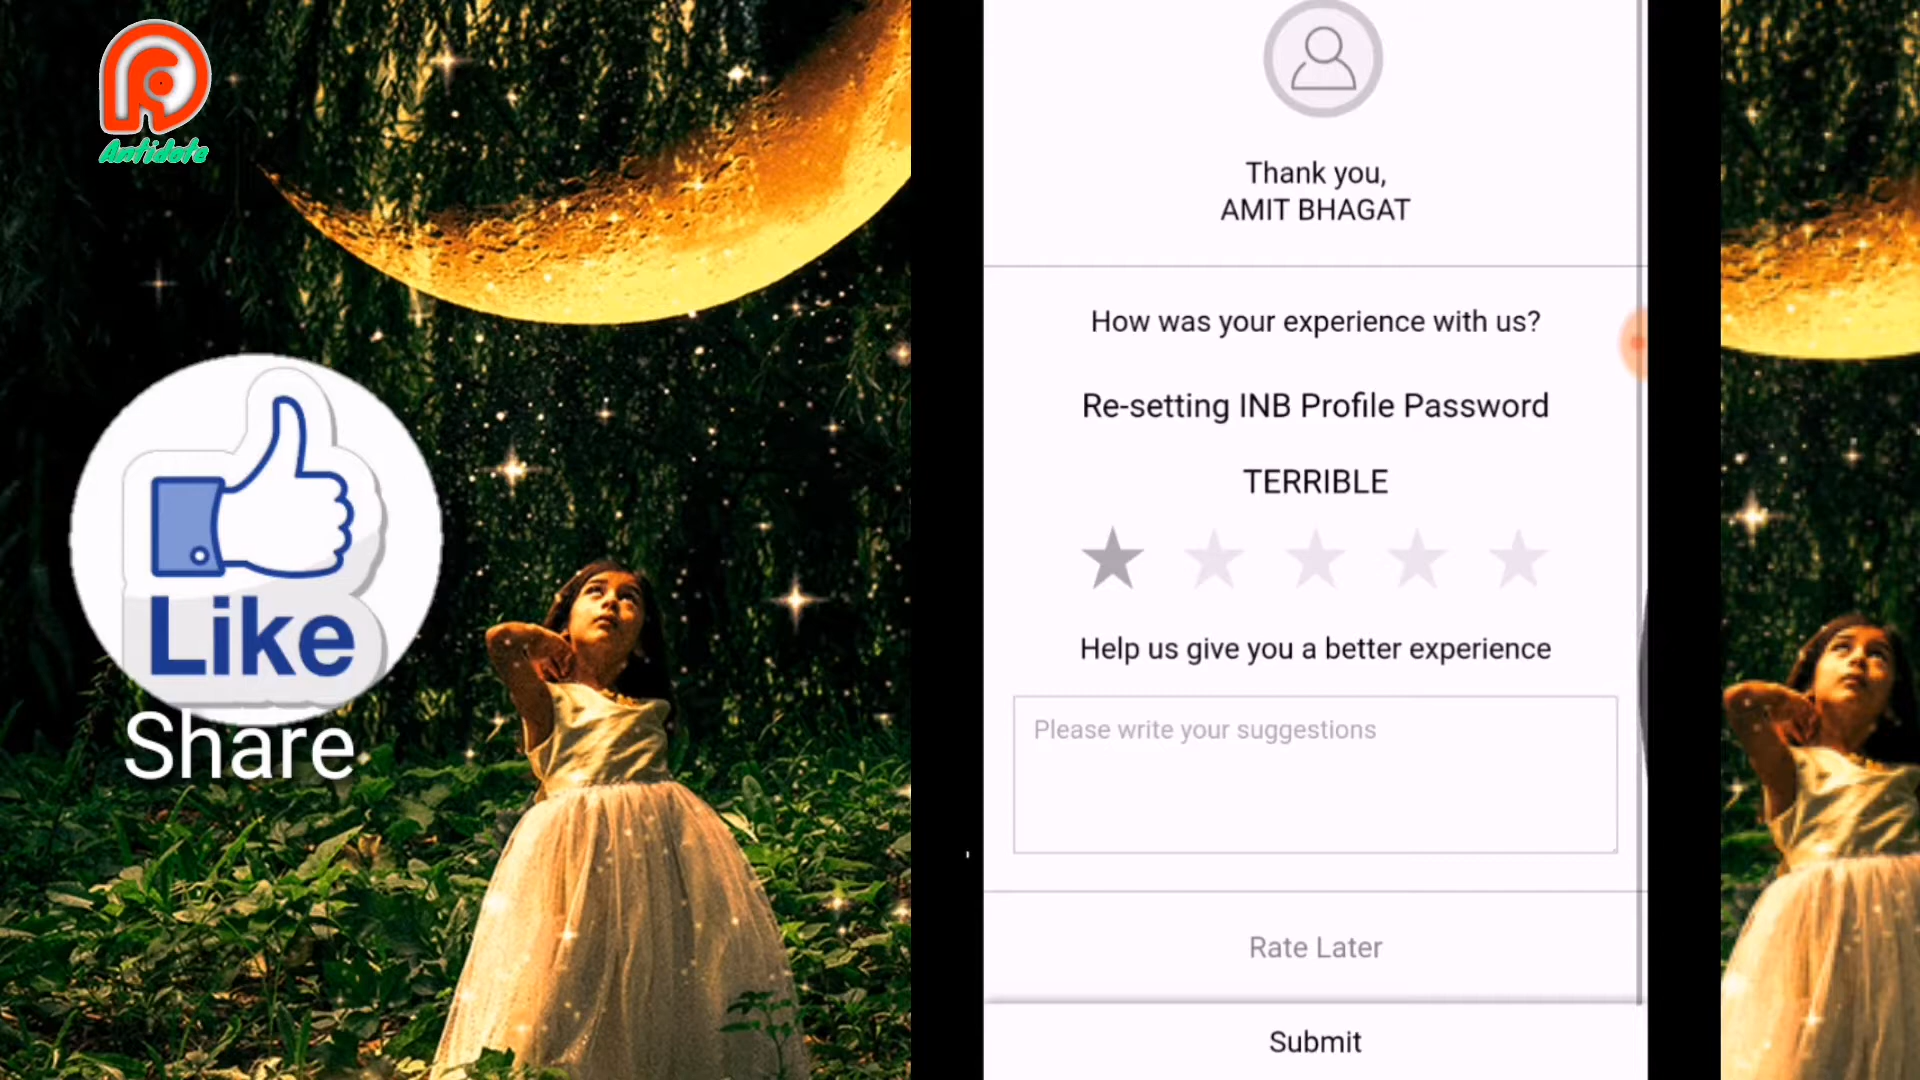 Antidote
Like
Share
Thank you,
AMIT BHAGAT
How was your experience with us?
Re-setting INB Profile Password
TERRIBLE
Help us give you a better experience
Please write your suggestions
Rate Later
Submit